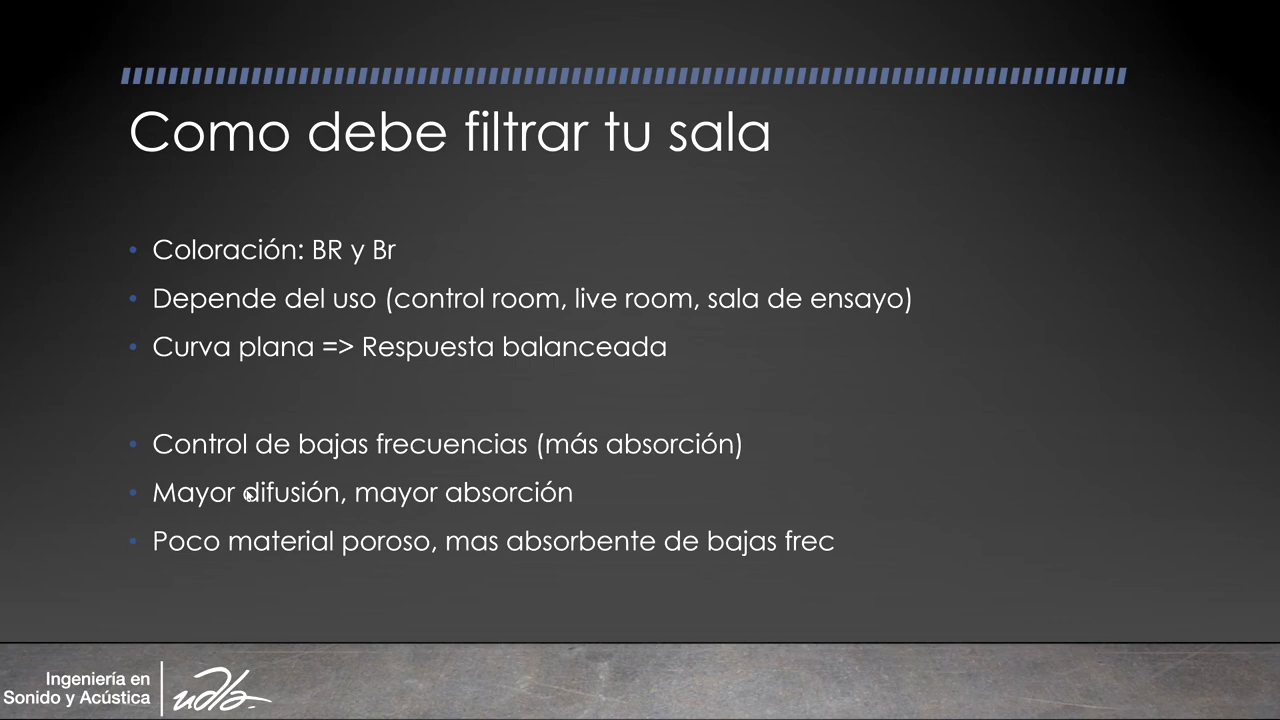 Como debe filtrar tu sala
Coloración: BR y Br
Depende del uso (control room, live room, sala de ensayo)
Curva plana => Respuesta balanceada
Control de bajas frecuencias (más absorción)
Mayor difusión, mayor absorción
Poco material poroso, mas absorbente de bajas frec
Ingeniería en
Sonido y Acústica
udla